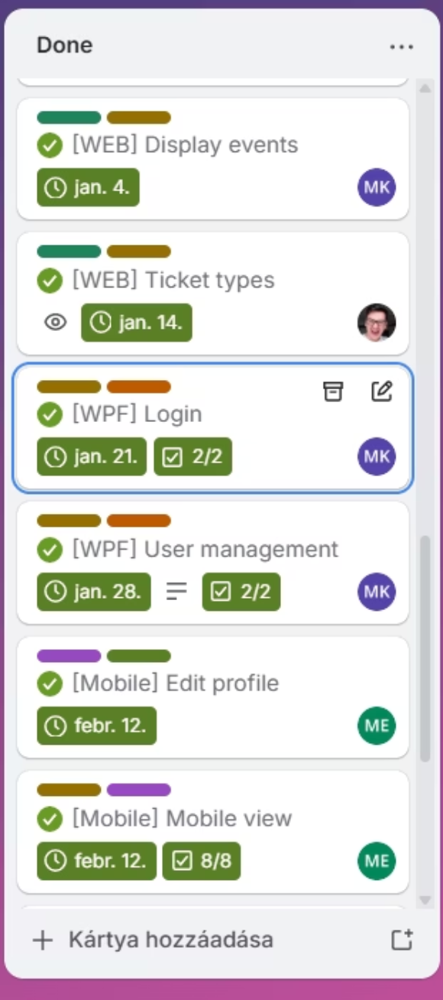 Done
[WEB] Display events
jan. 4.
MK
[WEB] Ticket types
jan. 14.
[WPF] Login
jan. 21. 2/2
MK
[WPF] User management
jan. 28. 2/2
MK
[Mobile] Edit profile
febr. 12.
ME
[Mobile] Mobile view
febr. 12. 8/8
ME
Kártya hozzáadása